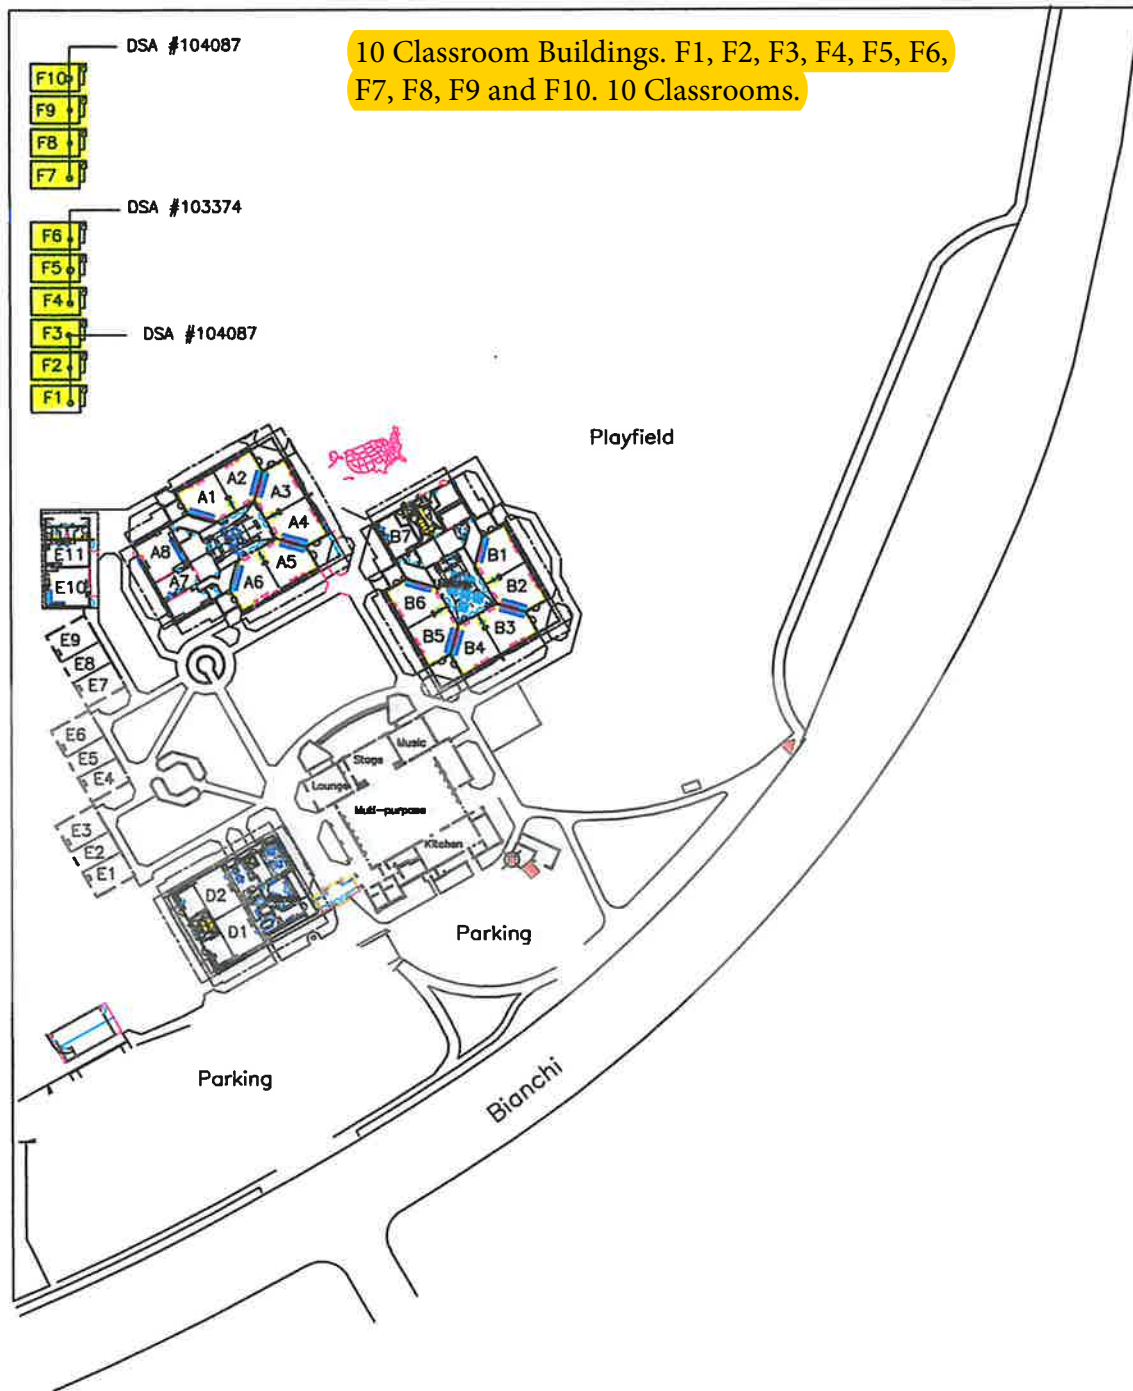 DSA #104087
10 Classroom Buildings. F1, F2, F3, F4, F5, F6,
F7, F8, F9 and F10. 10 Classrooms.
F10
F9
F8
F7
DSA #103374
F6
F5
F4
F3
DSA #104087
F2
F1
Playfield
A2
A1
A3
A4
A8
A5
A7
A6
B7
B1
B2
B6
B3
B5
B4
E11
E10
E9
E8
E7
E6
E5
E4
E3
E2
E1
Music
Stage
Lounge
Multi-purpose
Kitchen
D2
D1
Parking
Parking
Bianchi